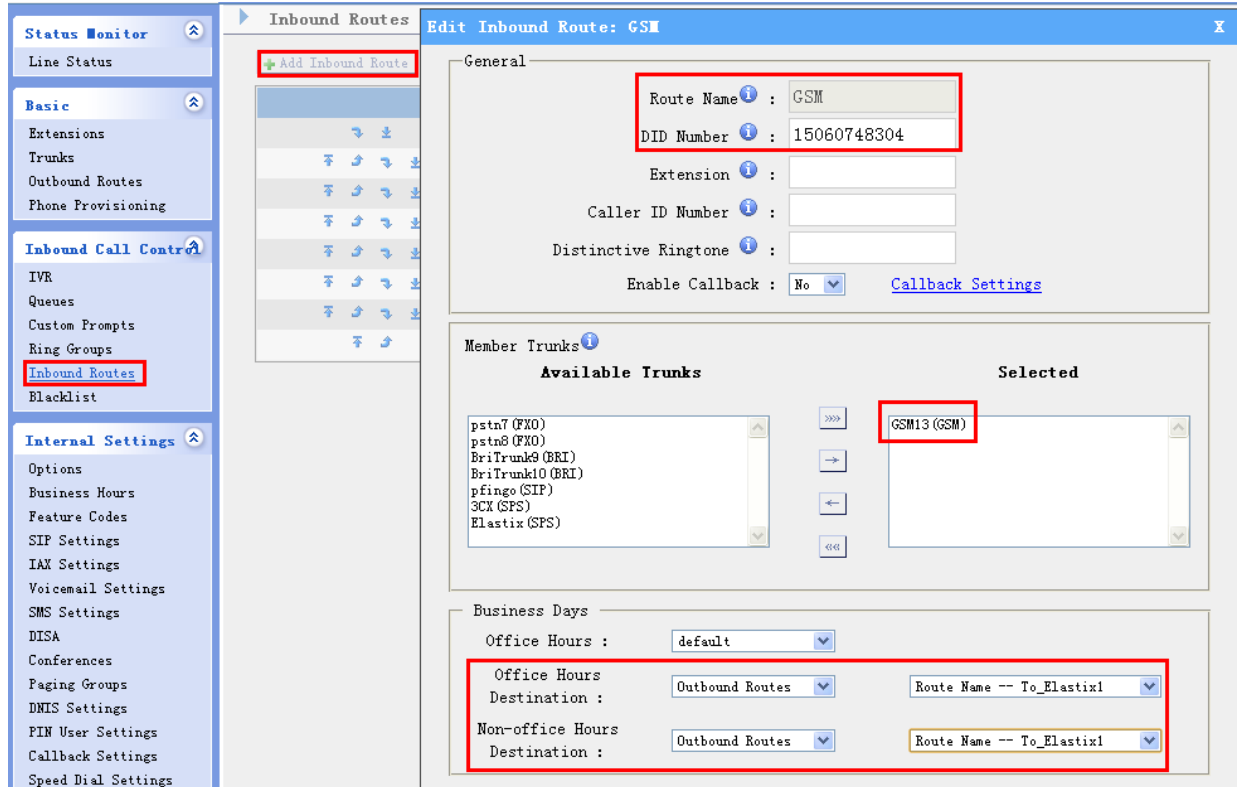 Status Monitor
Line Status
Basic
Extensions
Trunks
Outbound Routes
Phone Provisioning
Inbound Call Control
IVR
Queues
Custom Prompts
Ring Groups
Inbound Routes
Blacklist
Internal Settings
Options
Business Hours
Feature Codes
SIP Settings
IAX Settings
Voicemail Settings
SMS Settings
DISA
Conferences
Paging Groups
DNIS Settings
PIN User Settings
Callback Settings
Speed Dial Settings
Inbound Routes
Add Inbound Route
Edit Inbound Route: GSM X
General
Route Name : GSM
DID Number : 15060748304
Extension :
Caller ID Number :
Distinctive Ringtone :
Enable Callback : No Callback Settings
Member Trunks
Available Trunks Selected
pstn7(FXO) GSM13(GSM)
pstn8(FXO)
BriTrunk9(BRI)
BriTrunk10(BRI)
pfingo(SIP)
3CX(SPS)
Elastix(SPS)
Business Days
Office Hours : default
Office Hours
Destination : Outbound Routes Route Name -- To_Elastix1
Non-office Hours
Destination : Outbound Routes Route Name -- To_Elastix1